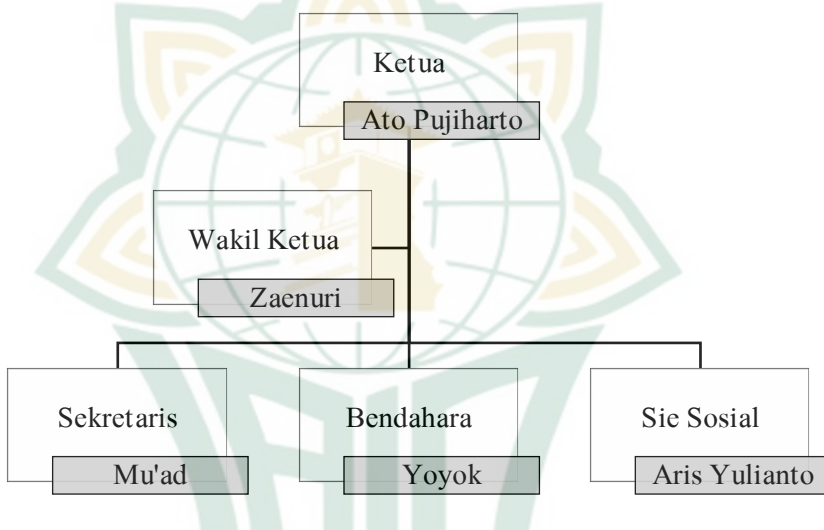 Ketua
Ato Pujiharto
Wakil Ketua
Zaenuri
Sekretaris
Mu'ad
Bendahara
Yoyok
Sie Sosial
Aris Yulianto